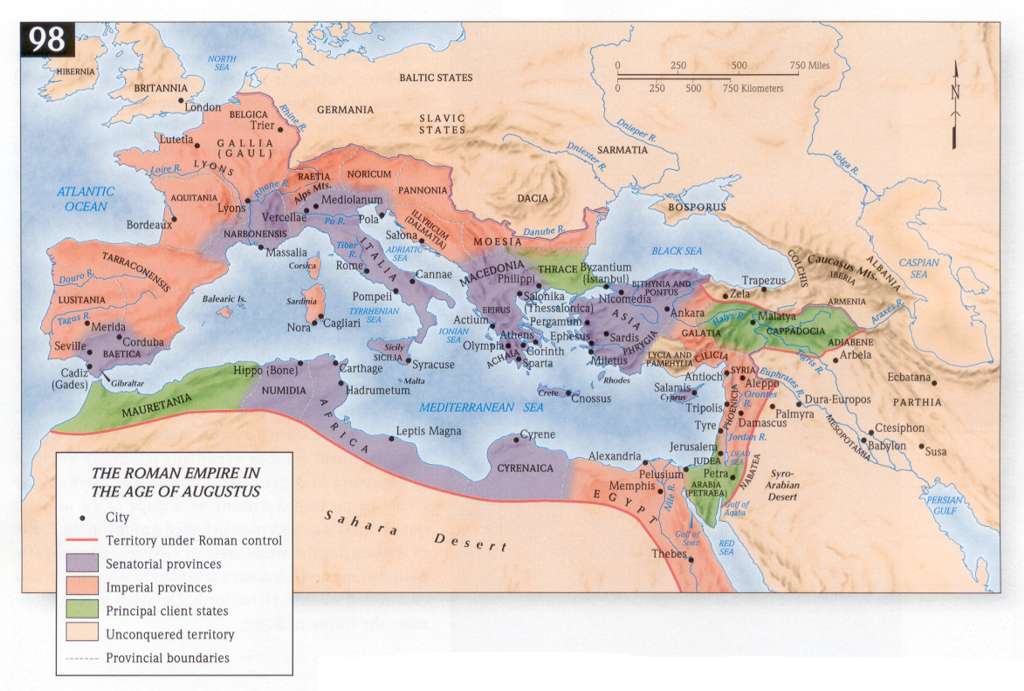 98
HIBERNIA
NORTH
SEA
BRITANNIA
London
BALTIC STATES
GERMANIA
SLAVIC
STATES
0 250 500 750 Miles
0 250 500 750 Kilometers
N
BELGICA
Trier
Rhine R.
Lutetia
GALLIA
(GAUL)
LYONS
Loire R.
Dnieper R.
Dniester R.
SARMATIA
Volga R.
ATLANTIC
OCEAN
AQUITANIA
Rhone R.
Lyons
Bordeaux
RAETIA
NORICUM
Alps Mts.
PANNONIA
Mediolanum
Vercellae
Po R.
Pola
DACIA
BOSPORUS
NARBONENSIS
Massalia
Salona
ILLYRICUM
(DALMATIA)
Danube R.
MOESIA
BLACK SEA
Caucasus Mts.
COLCHIS
IBERIA
ALBANIA
CASPIAN
SEA
TARRACONENSIS
Douro R.
LUSITANIA
Tagus R.
Merida
Corduba
Seville
BAETICA
Cadiz
(Gades)
Gibraltar
Corsica
Tiber
R.
ITALIA
ADRIATIC
SEA
Rome
Cannae
Pompeii
Balearic Is.
Sardinia
Nora
Cagliari
TYRRHENIAN
SEA
MACEDONIA
Philippi
THRACE
Byzantium
(Istanbul)
Salonika
(Thessalonica)
Nicomedia
BITHYNIA AND
PONTUS
Zela
Trapezus
ARMENIA
Araxes R.
EPIRUS
Actium
IONIAN
SEA
Pergamum
ASIA
Ankara
Halys R.
Malatya
CAPPADOCIA
Athens
Ephesus
Sardis
PHRYGIA
GALATIA
ADIABENE
Olympia
Corinth
ACHAIA
Sparta
Miletus
LYCIA AND
PAMPHYLIA
CILICIA
Arbela
Sicily
SICILIA
Syracuse
Malta
Rhodes
Crete
Cnossus
Antioch
SYRIA
Aleppo
Euphrates R.
Ecbatana
Salamis
Cyprus
Orontes
R.
Dura-Europos
PARTHIA
Hippo (Bone)
Carthage
NUMIDIA
Hadrumetum
MAURETANIA
MEDITERRANEAN SEA
Tripolis
PHOENICIA
Damascus
Palmyra
MESOPOTAMIA
Ctesiphon
Babylon
Susa
AFRICA
Leptis Magna
Cyrene
CYRENAICA
Tyre
Jordan R.
Jerusalem
JUDEA
DEAD
SEA
Alexandria
Pelusium
Memphis
EGYPT
Nile R.
Petra
ARABIA
(PETRAEA)
NABATEA
Syro-
Arabian
Desert
PERSIAN
GULF
Gulf of
Aqaba
Gulf of
Suez
RED
SEA
Thebes
Sahara Desert
THE ROMAN EMPIRE IN
THE AGE OF AUGUSTUS
City
Territory under Roman control
Senatorial provinces
Imperial provinces
Principal client states
Unconquered territory
Provincial boundaries